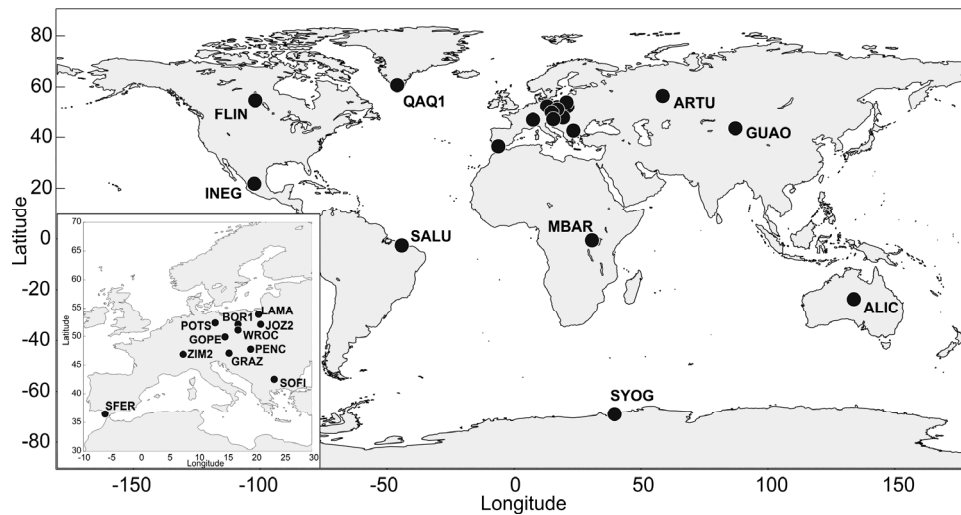 80
60
40
20
0
-20
-40
-60
-80
Latitude
QAQ1
FLIN
ARTU
GUAO
INEG
SALU
MBAR
ALIC
SYOG
70
65
60
55
50
45
40
35
30
Latitude
LAMA
BOR1
POTS
JOZ2
WROC
GOPE
PENC
ZIM2
GRAZ
SOFI
SFER
-10 -5 0 5 10 15 20 25 30
Longitude
-150 -100 -50 0 50 100 150
Longitude